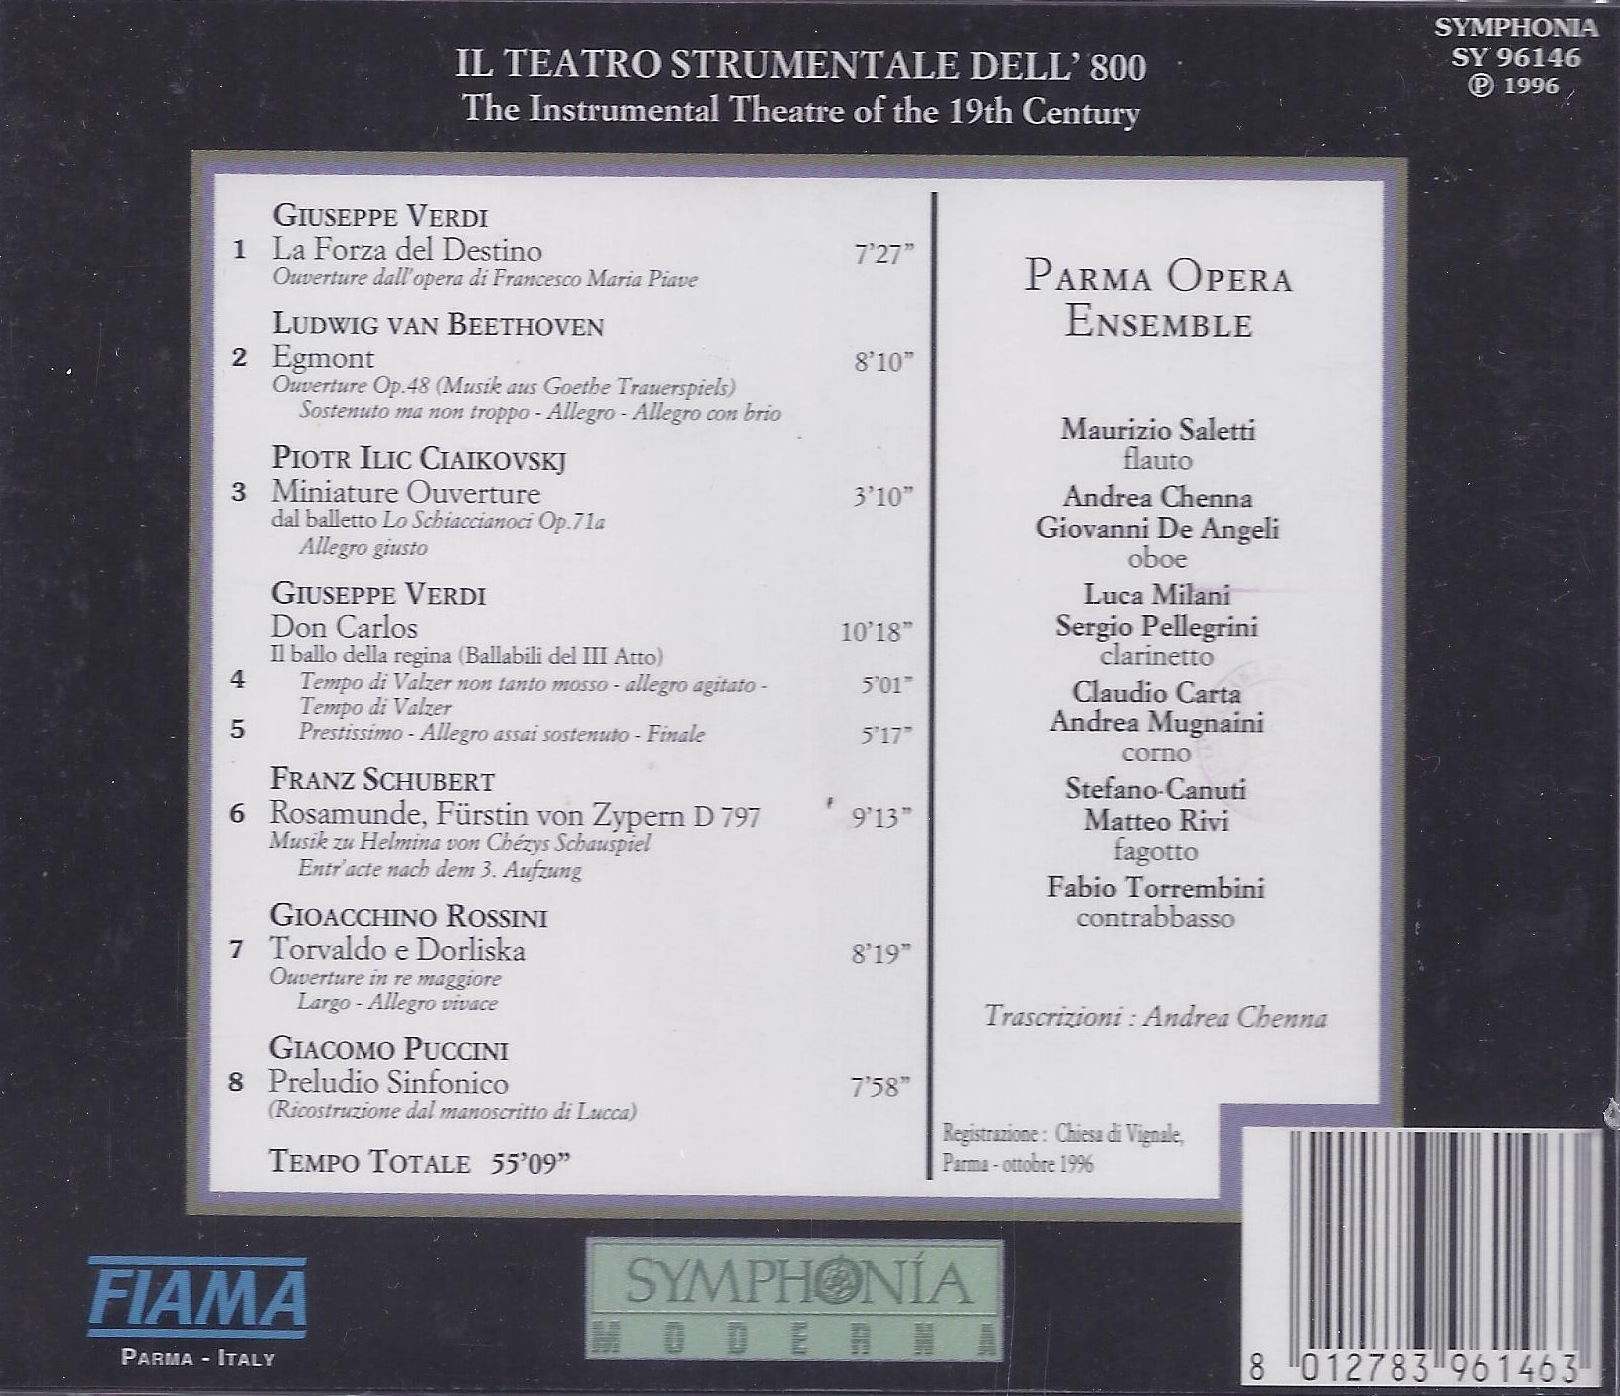 SYMPHONIA
SY 96146
℗ 1996
IL TEATRO STRUMENTALE DELL' 800
The Instrumental Theatre of the 19th Century
GIUSEPPE VERDI
1 La Forza del Destino 7'27”
Ouverture dall'opera di Francesco Maria Piave
LUDWIG VAN BEETHOVEN
2 Egmont 8'10”
Ouverture Op.48 (Musik aus Goethe Trauerspiels)
Sostenuto ma non troppo - Allegro - Allegro con brio
PIOTR ILIC CIAIKOVSKJ
3 Miniature Ouverture 3'10”
dal balletto Lo Schiaccianoci Op.71a
Allegro giusto
GIUSEPPE VERDI
Don Carlos 10'18”
Il ballo della regina (Ballabili del III Atto)
4 Tempo di Valzer non tanto mosso - allegro agitato - 5'01”
Tempo di Valzer
5 Prestissimo - Allegro assai sostenuto - Finale 5'17”
FRANZ SCHUBERT
6 Rosamunde, Fürstin von Zypern D 797 9'13”
Musik zu Helmina von Chézys Schauspiel
Entr'acte nach dem 3. Aufzung
GIOACCHINO ROSSINI
7 Torvaldo e Dorliska 8'19”
Ouverture in re maggiore
Largo - Allegro vivace
GIACOMO PUCCINI
8 Preludio Sinfonico 7'58”
(Ricostruzione dal manoscritto di Lucca)
TEMPO TOTALE 55'09”
PARMA OPERA
ENSEMBLE
Maurizio Saletti
flauto
Andrea Chenna
Giovanni De Angeli
oboe
Luca Milani
Sergio Pellegrini
clarinetto
Claudio Carta
Andrea Mugnaini
corno
Stefano Canuti
Matteo Rivi
fagotto
Fabio Torrembini
contrabbasso
Trascrizioni : Andrea Chenna
Registrazione : Chiesa di Vignale,
Parma - ottobre 1996
FIAMA
PARMA - ITALY
SYMPHONÍA
8 012783 961463